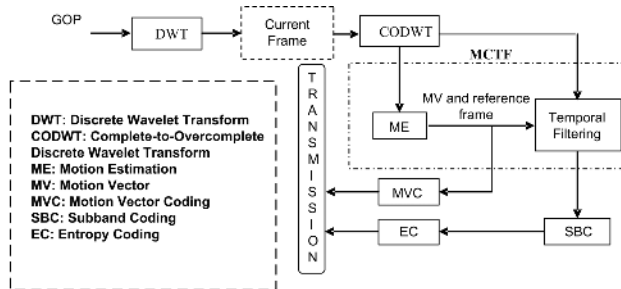 GOP
DWT
Current
Frame
CODWT
MCTF
MV and reference
frame
ME
Temporal
Filtering
TRANSMISSION
MVC
EC
SBC
DWT: Discrete Wavelet Transform
CODWT: Complete-to-Overcomplete
Discrete Wavelet Transform
ME: Motion Estimation
MV: Motion Vector
MVC: Motion Vector Coding
SBC: Subband Coding
EC: Entropy Coding